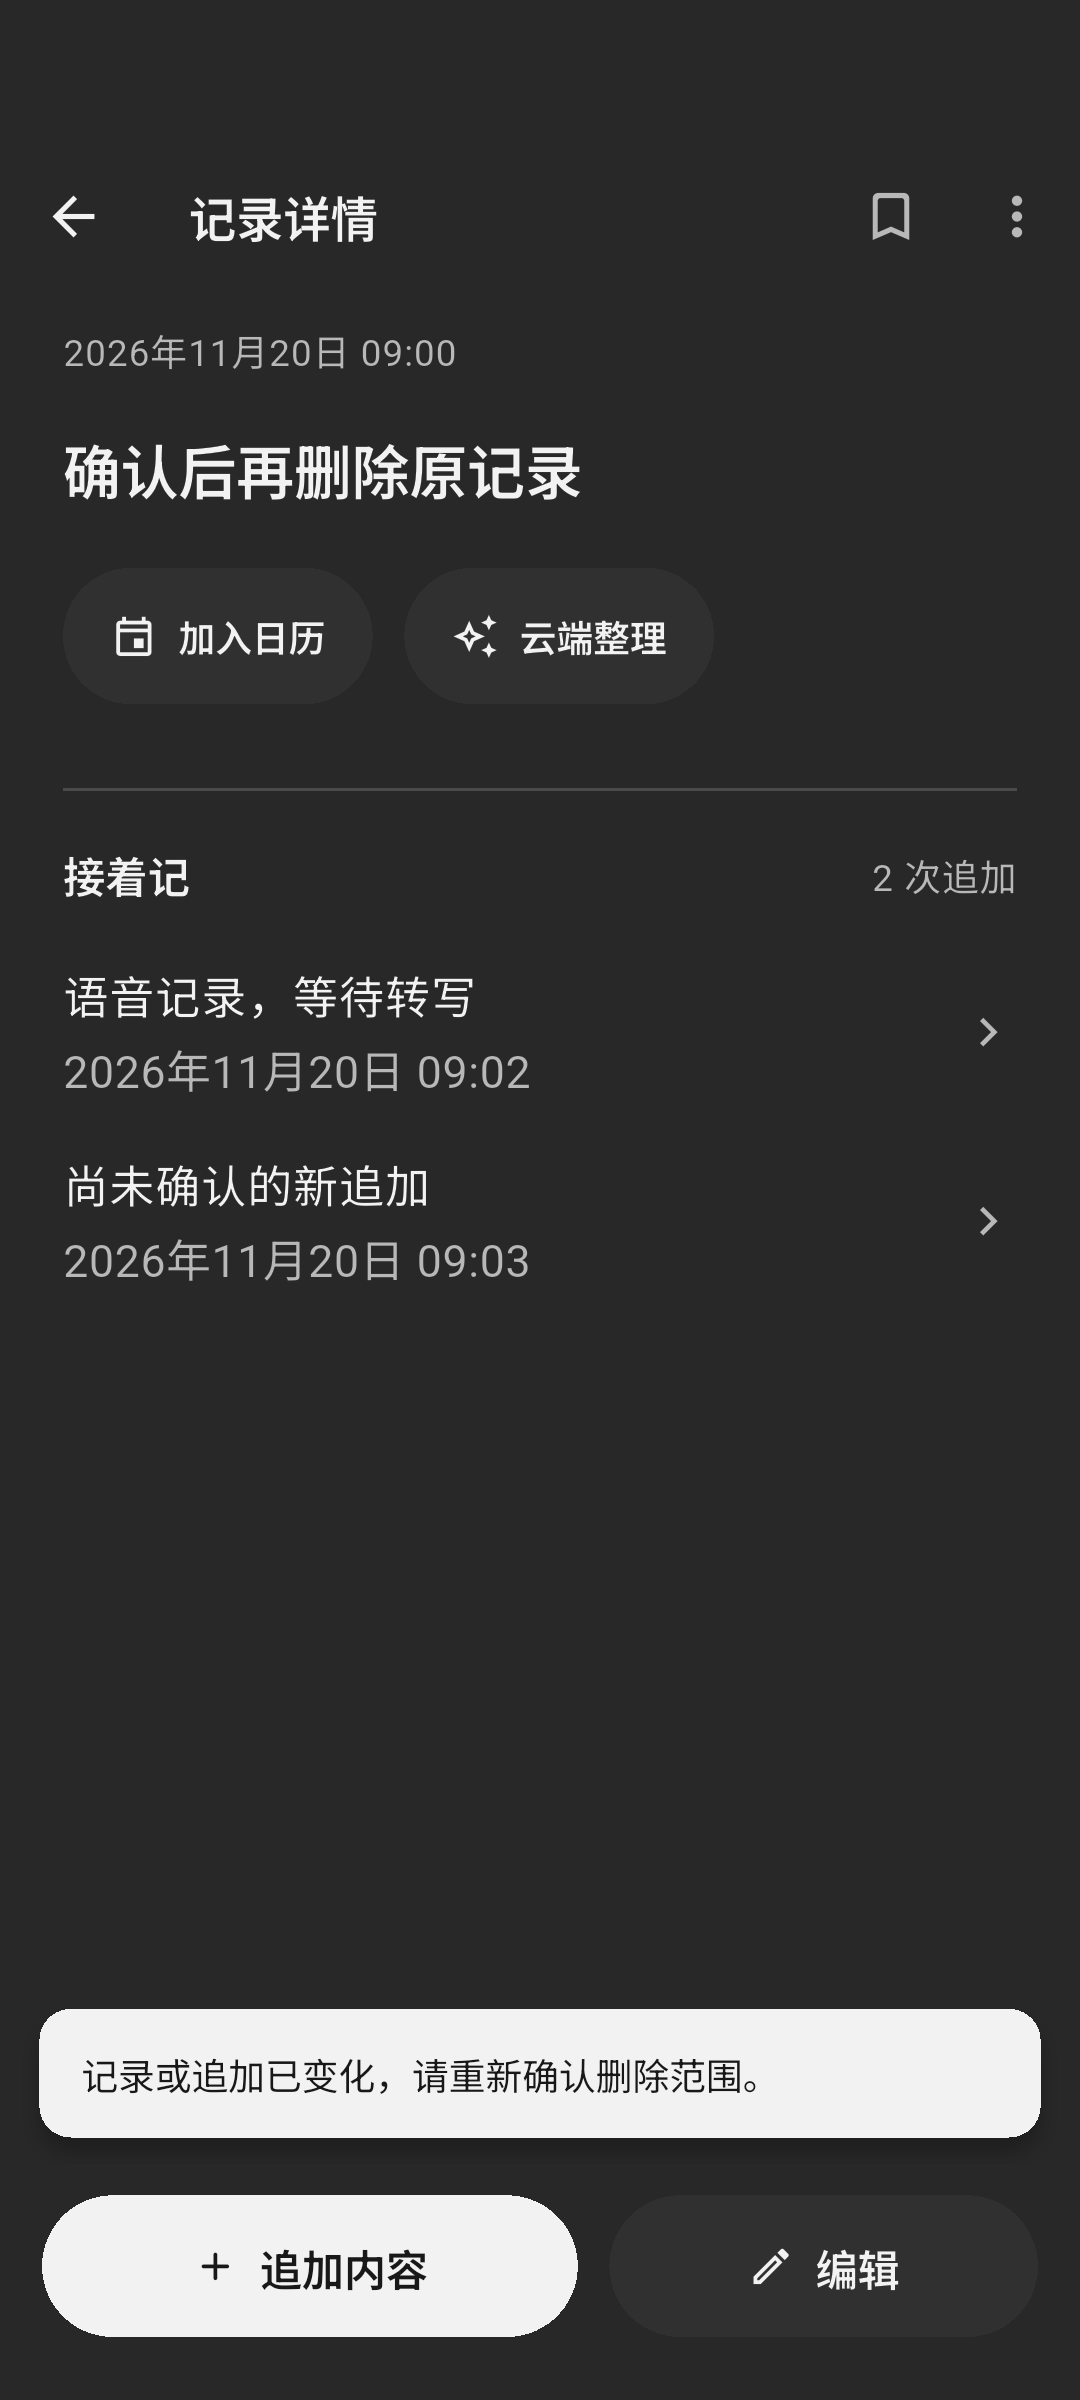 记录详情
2026年11月20日 09:00
确认后再删除原记录
加入日历
云端整理
接着记
2 次追加
语音记录，等待转写
2026年11月20日 09:02
尚未确认的新追加
2026年11月20日 09:03
记录或追加已变化，请重新确认删除范围。
追加内容
编辑